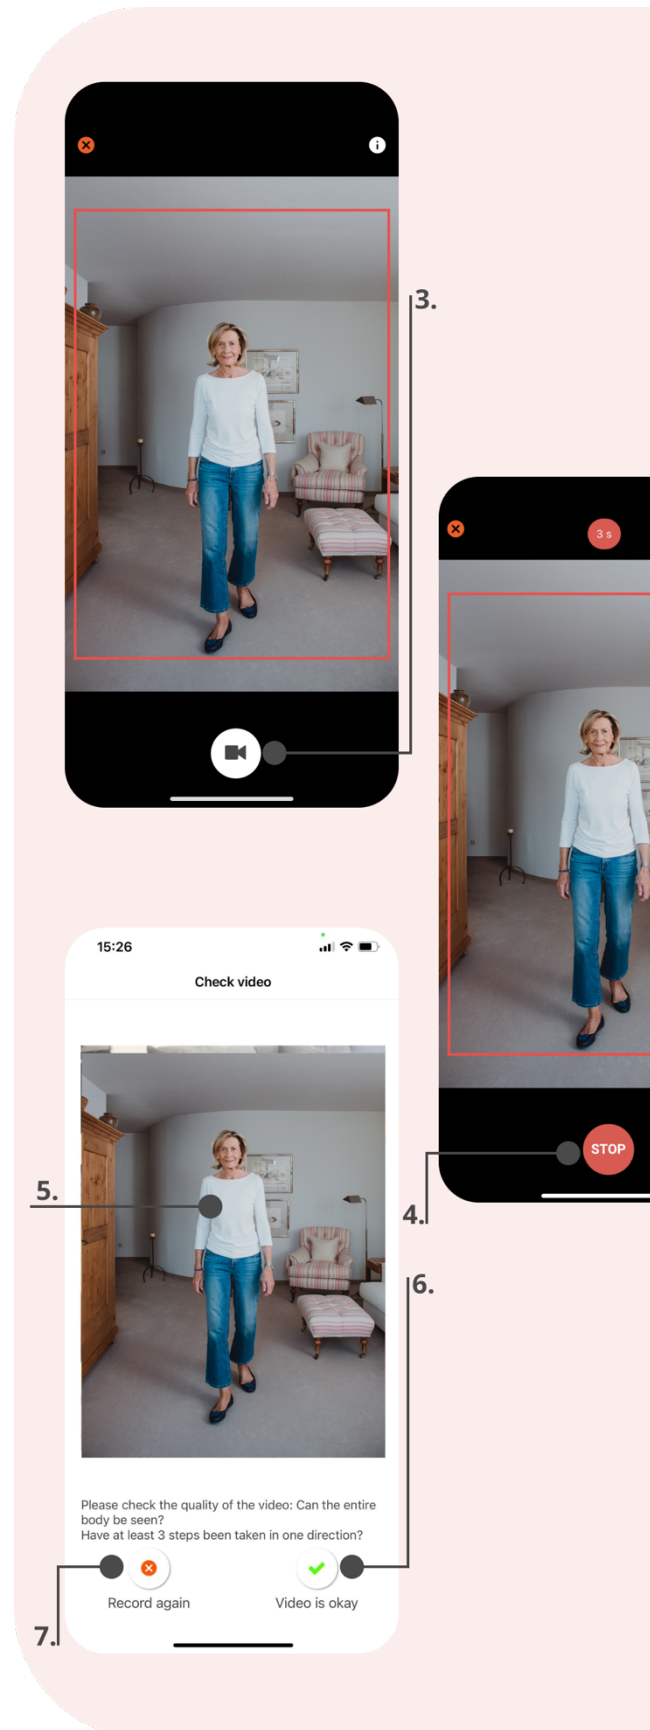 3.
3 s
15:26
Check video
STOP
5.
4.
6.
Please check the quality of the video: Can the entire
body be seen?
Have at least 3 steps been taken in one direction?
Record again
Video is okay
7.